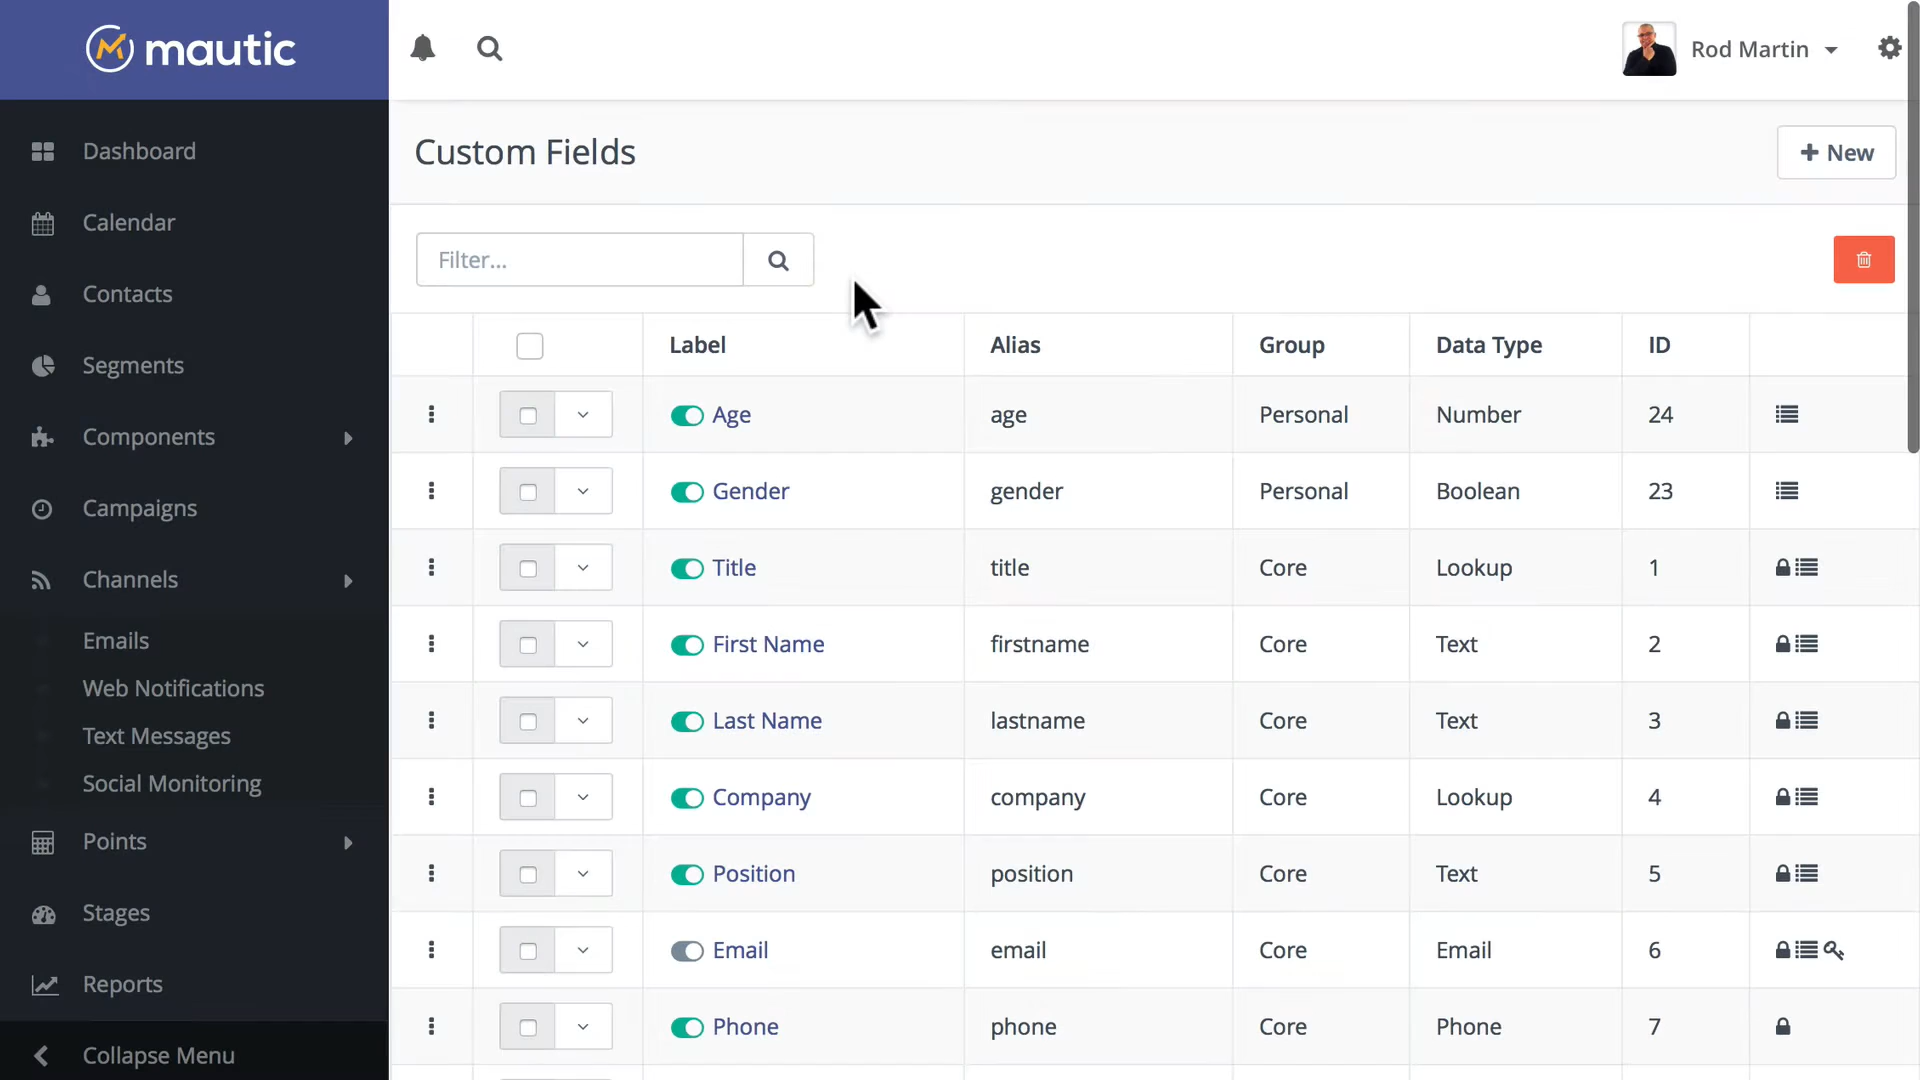 mautic
Rod Martin
Dashboard
Calendar
Contacts
Segments
Components
Campaigns
Channels
Emails
Web Notifications
Text Messages
Social Monitoring
Points
Stages
Reports
Collapse Menu
Custom Fields
New
Filter...
Label Alias Group Data Type ID
Age age Personal Number 24
Gender gender Personal Boolean 23
Title title Core Lookup 1
First Name firstname Core Text 2
Last Name lastname Core Text 3
Company company Core Lookup 4
Position position Core Text 5
Email email Core Email 6
Phone phone Core Phone 7